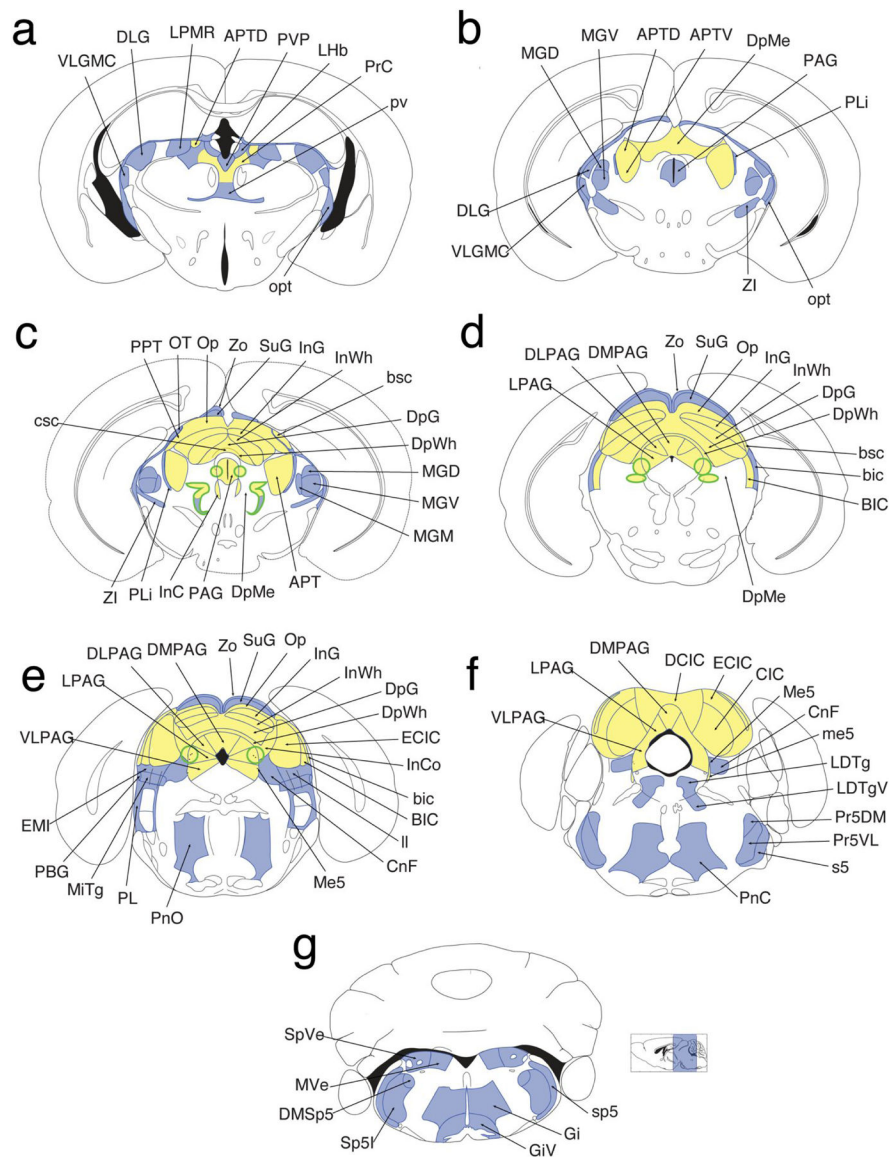 a
DLG LPMR APTD PVP LHb PrC pv
VLGMC
opt
b
MGD MGV APTD APTV DpMe PAG PLi
DLG
VLGMC
ZI opt
c
PPT OT Op Zo SuG InG InWh bsc
csc
DpG
DpWh
MGD
MGV
MGM
ZI PLi InC PAG DpMe APT
d
LPAG DLPAG DMPAG Zo SuG Op InG InWh DpG DpWh
bsc
bic
BIC
DpMe
e
VLPAG LPAG DLPAG DMPAG Zo SuG Op InG InWh DpG DpWh
ECIC
InCo
bic
BIC
ll
CnF
Me5
EMI
PBG
MiTg
PL
PnO
f
VLPAG LPAG DMPAG DCIC ECIC CIC Me5 CnF
me5
LDTg
LDTgV
Pr5DM
Pr5VL
s5
PnC
g
SpVe
MVe
DMSp5
Sp5I
sp5
Gi
GiV